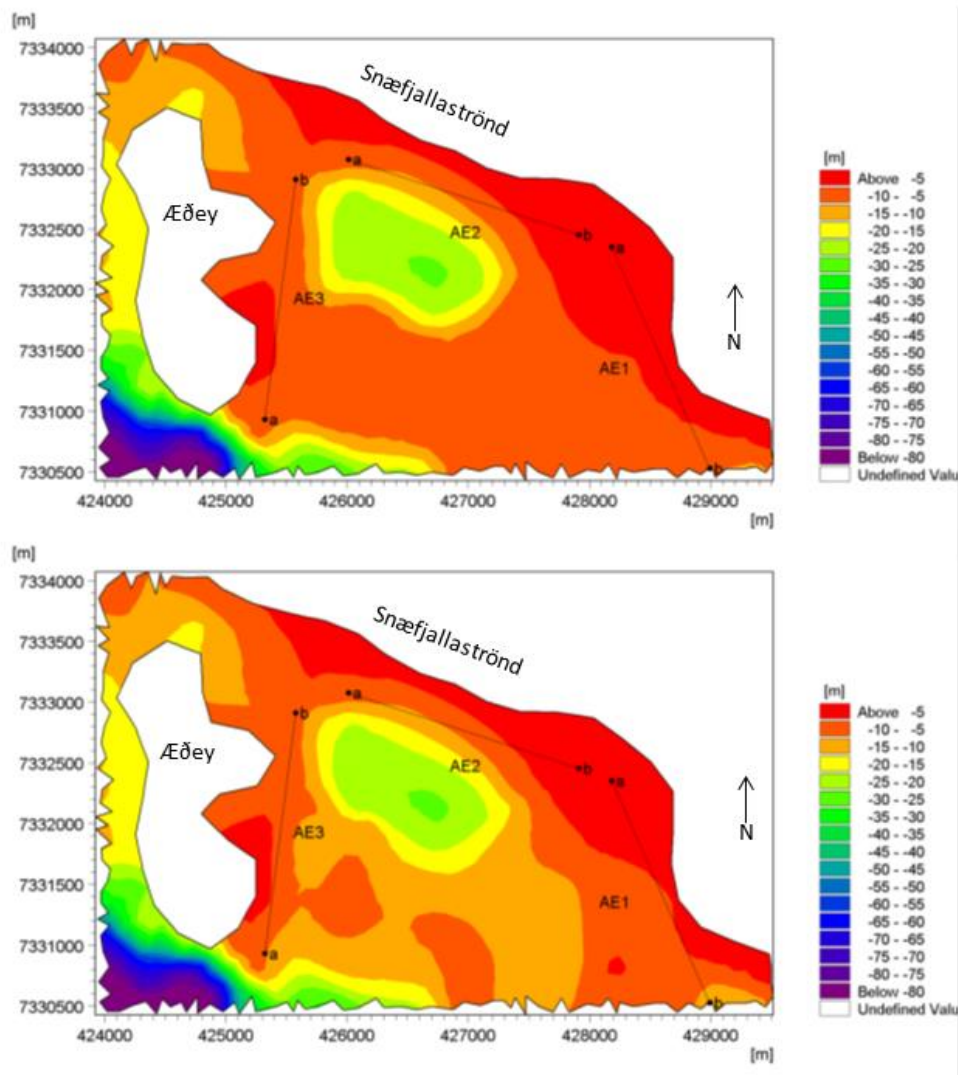 [m]
7334000
7333500
7333000
7332500
7332000
7331500
7331000
7330500
424000 425000 426000 427000 428000 429000
[m]
Snæfjallaströnd
Æðey
a
b
AE2
b
a
AE3
AE1
a
b
N
[m]
Above -5
-10 - -5
-15 - -10
-20 - -15
-25 - -20
-30 - -25
-35 - -30
-40 - -35
-45 - -40
-50 - -45
-55 - -50
-60 - -55
-65 - -60
-70 - -65
-75 - -70
-80 - -75
Below -80
Undefined Valu
[m]
7334000
7333500
7333000
7332500
7332000
7331500
7331000
7330500
424000 425000 426000 427000 428000 429000
[m]
Snæfjallaströnd
Æðey
a
b
AE2
b
a
AE3
AE1
a
b
N
[m]
Above -5
-10 - -5
-15 - -10
-20 - -15
-25 - -20
-30 - -25
-35 - -30
-40 - -35
-45 - -40
-50 - -45
-55 - -50
-60 - -55
-65 - -60
-70 - -65
-75 - -70
-80 - -75
Below -80
Undefined Valu